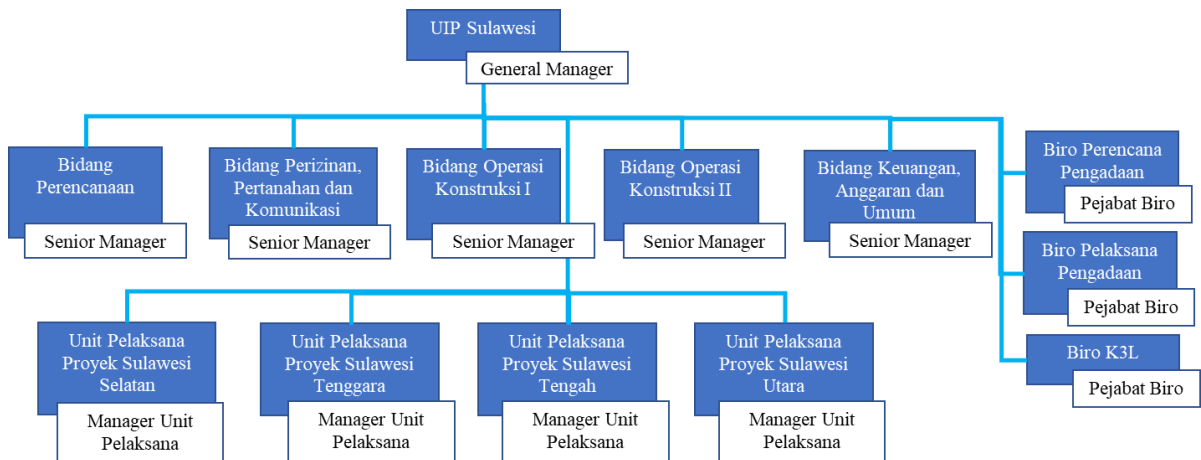 UIP Sulawesi
General Manager
Bidang
Perencanaan
Senior Manager
Bidang Perizinan,
Pertanahan dan
Komunikasi
Senior Manager
Bidang Operasi
Konstruksi I
Senior Manager
Bidang Operasi
Konstruksi II
Senior Manager
Bidang Keuangan,
Anggaran dan
Umum
Senior Manager
Biro Perencana
Pengadaan
Pejabat Biro
Biro Pelaksana
Pengadaan
Pejabat Biro
Biro K3L
Pejabat Biro
Unit Pelaksana
Proyek Sulawesi
Selatan
Manager Unit
Pelaksana
Unit Pelaksana
Proyek Sulawesi
Tenggara
Manager Unit
Pelaksana
Unit Pelaksana
Proyek Sulawesi
Tengah
Manager Unit
Pelaksana
Unit Pelaksana
Proyek Sulawesi
Utara
Manager Unit
Pelaksana